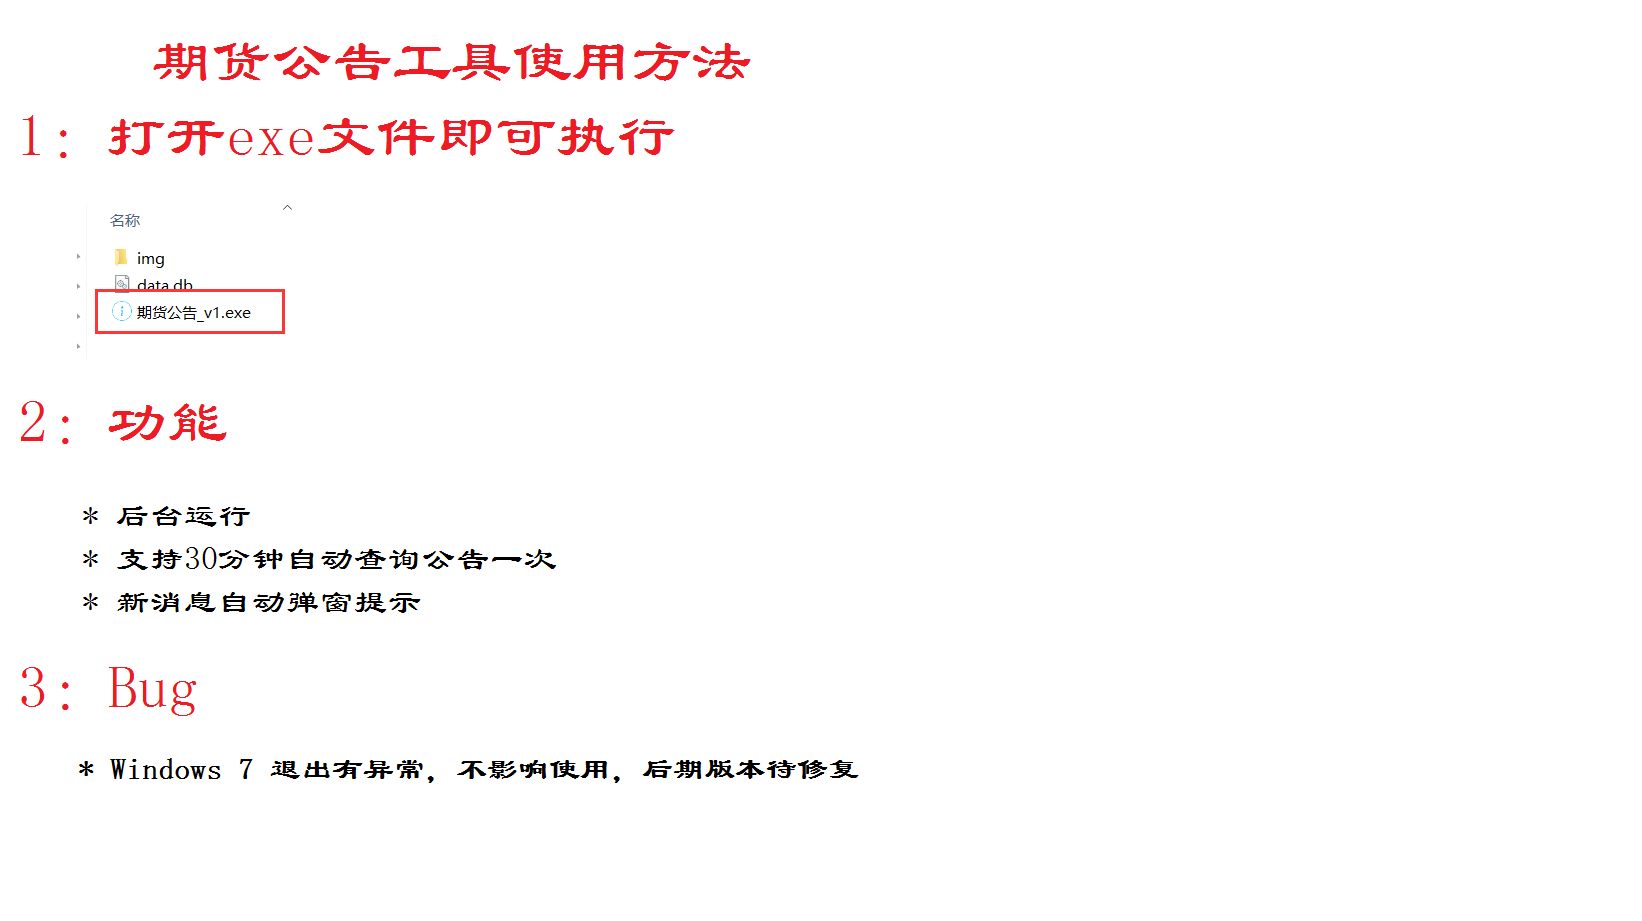 期货公告工具使用方法
1：打开exe文件即可执行
名称
img
data.db
期货公告_v1.exe
2：功能
* 后台运行
* 支持30分钟自动查询公告一次
* 新消息自动弹窗提示
3：Bug
* Windows 7 退出有异常，不影响使用，后期版本待修复